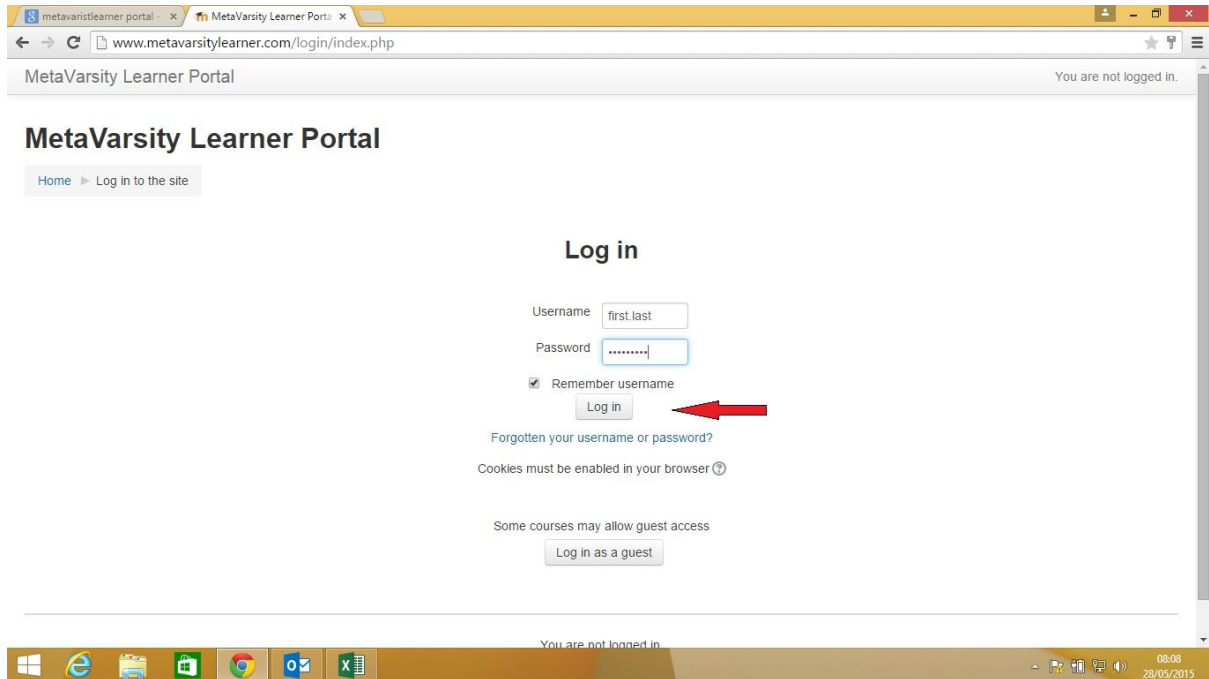 metavaristlearner portal -
MetaVarsity Learner Porta
www.metavarsitylearner.com/login/index.php
MetaVarsity Learner Portal
You are not logged in.
MetaVarsity Learner Portal
Home ▶ Log in to the site
Log in
Username first.last
Password •••••••••
Remember username
Log in
Forgotten your username or password?
Cookies must be enabled in your browser
Some courses may allow guest access
Log in as a guest
You are not logged in.
08:08
28/05/2015